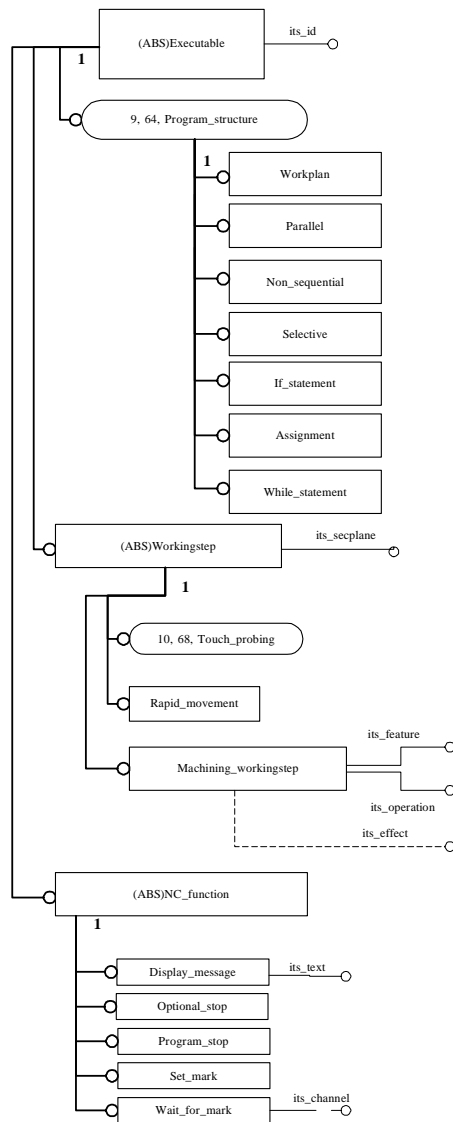 (ABS)Executable
its_id
1
9, 64, Program_structure
1
Workplan
Parallel
Non_sequential
Selective
If_statement
Assignment
While_statement
(ABS)Workingstep
its_secplane
1
10, 68, Touch_probing
Rapid_movement
its_feature
Machining_workingstep
its_operation
its_effect
(ABS)NC_function
1
Display_message
its_text
Optional_stop
Program_stop
Set_mark
Wait_for_mark
its_channel